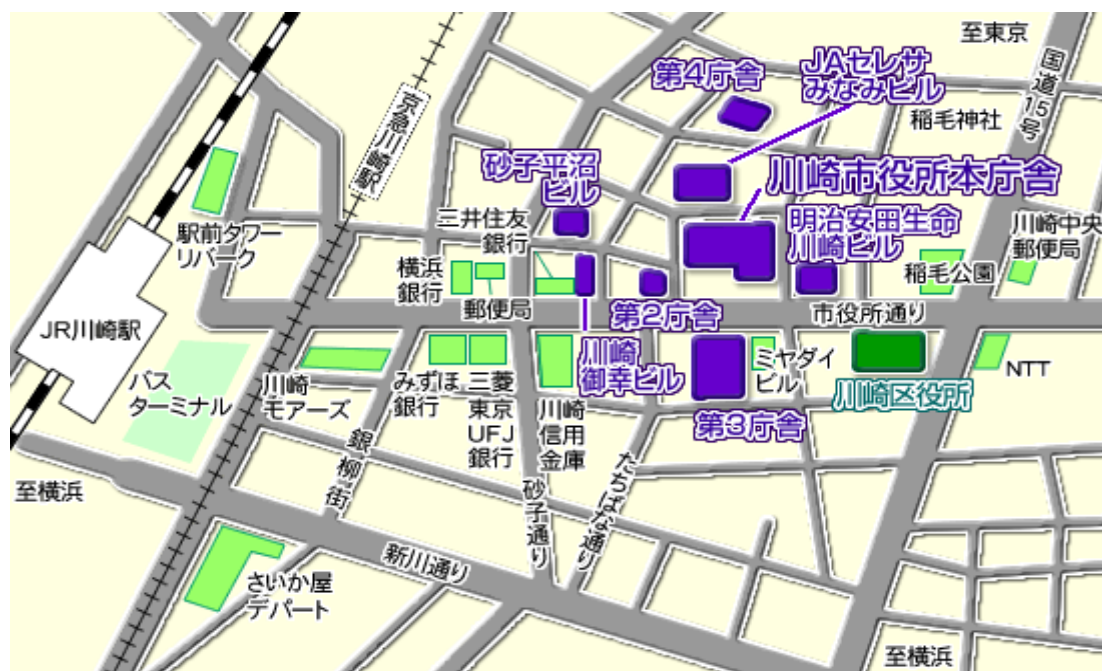 至東京
国道15号
JAセレサ
みなみビル
第4庁舎
稲毛神社
京急川崎駅
砂子平沼
ビル
川崎市役所本庁舎
三井住友
銀行
明治安田生命
川崎ビル
川崎中央
郵便局
駅前タワー
リバーク
横浜
銀行
稲毛公園
郵便局
第2庁舎
市役所通り
JR川崎駅
川崎
御幸ビル
ミヤダイ
ビル
NTT
バス
ターミナル
川崎
モアーズ
みずほ
銀行
三菱
東京
UFJ
銀行
川崎
信用
金庫
川崎区役所
第3庁舎
銀柳街
至横浜
砂子通り
たちばな通り
新川通り
さいか屋
デパート
至横浜